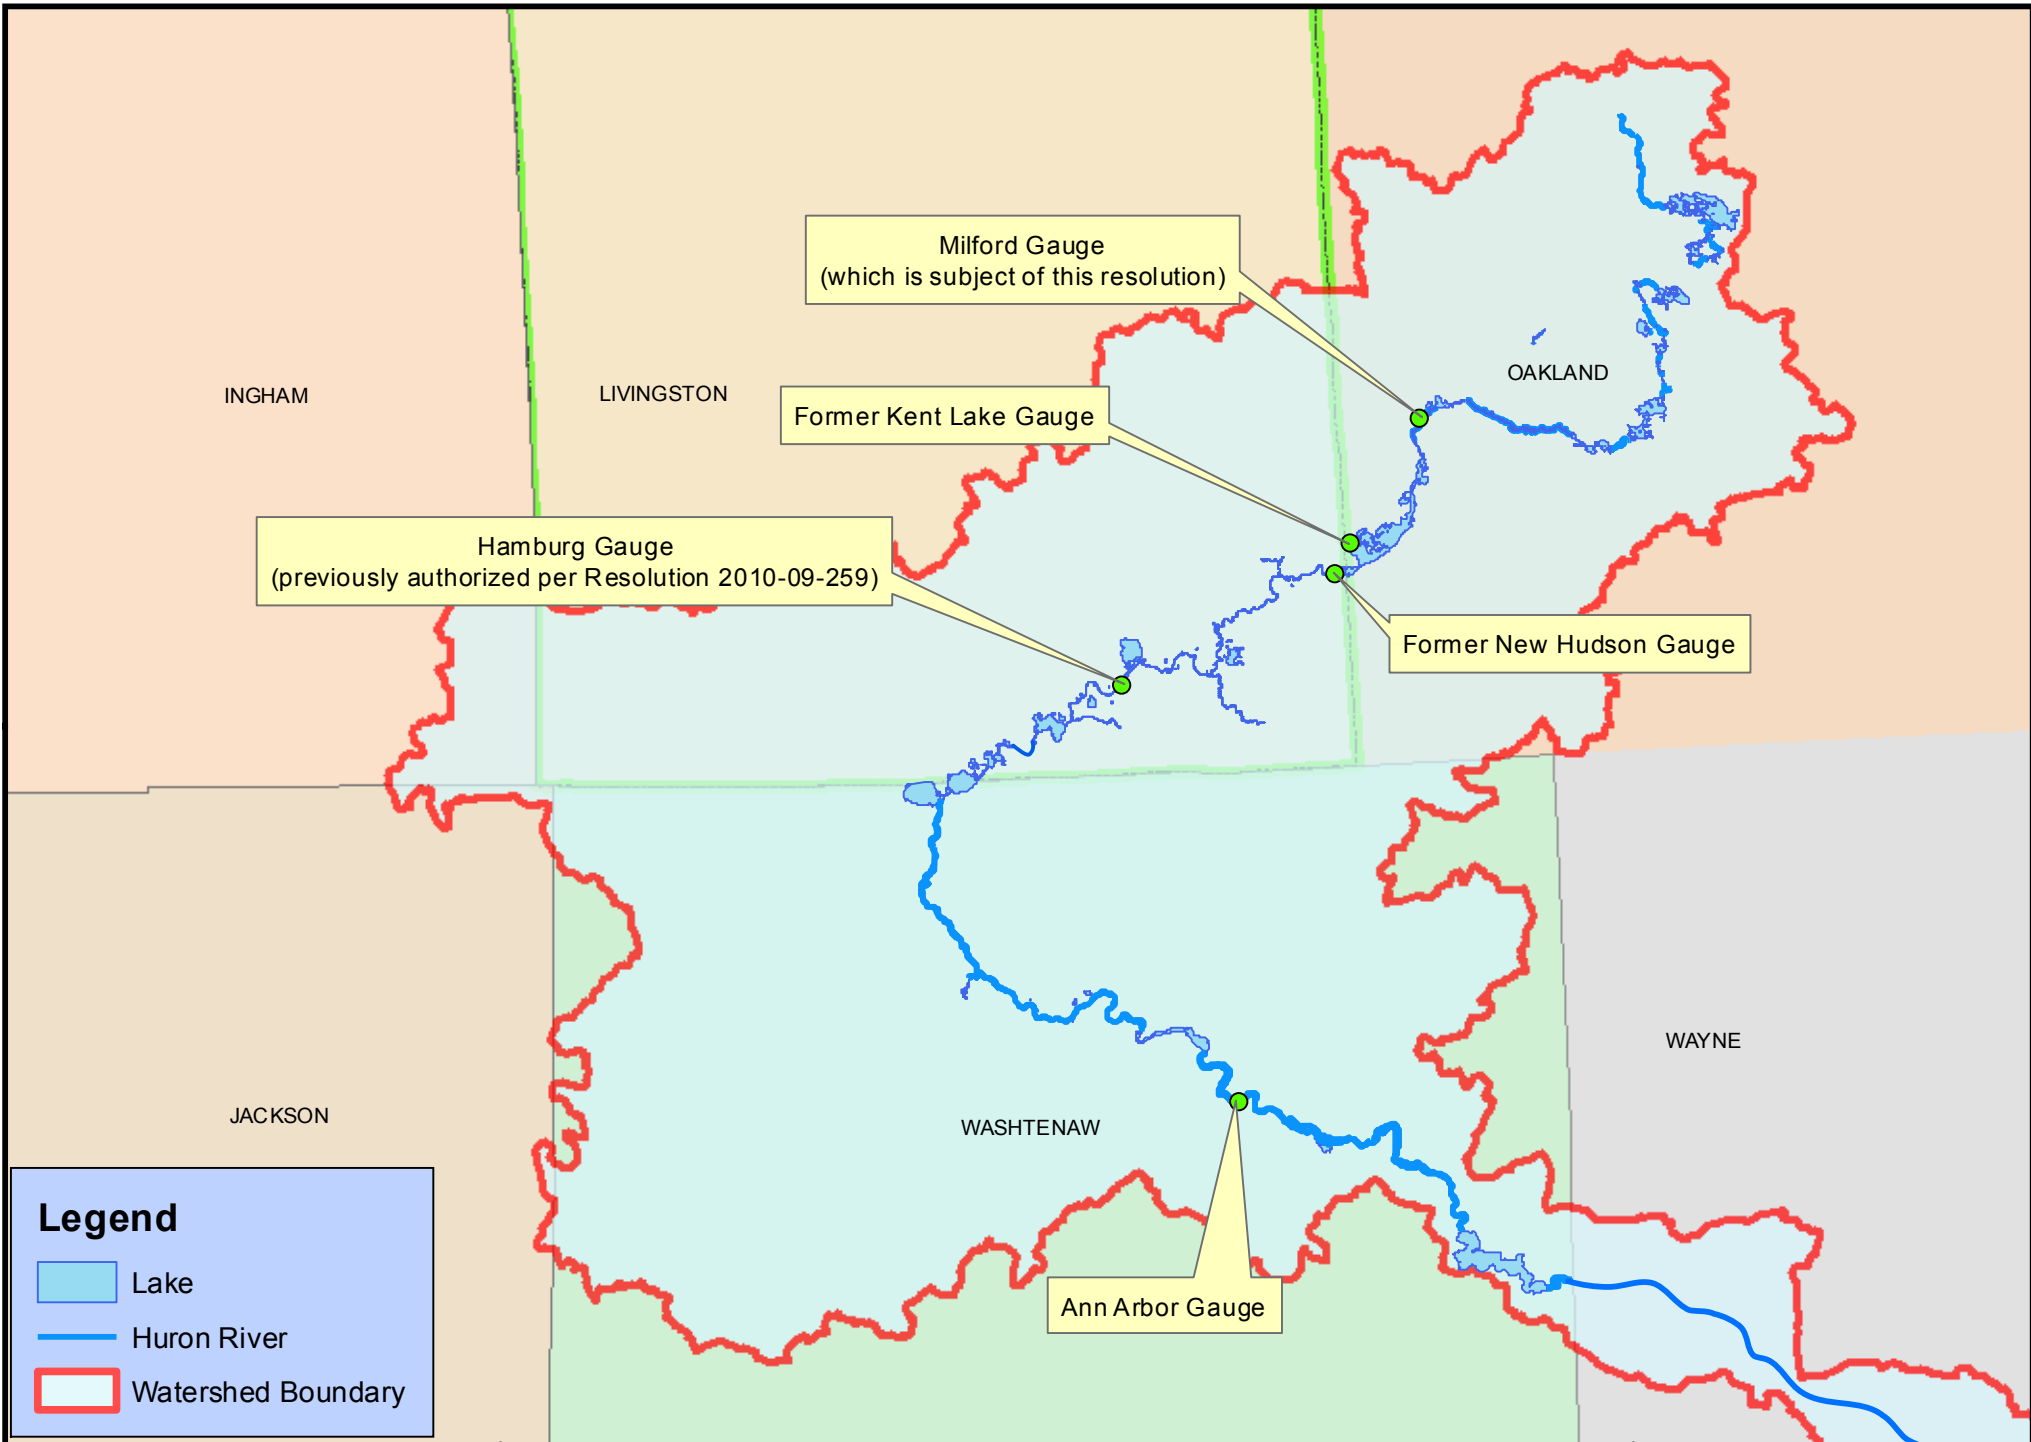 Milford Gauge
(which is subject of this resolution)
OAKLAND
INGHAM
LIVINGSTON
Former Kent Lake Gauge
Hamburg Gauge
(previously authorized per Resolution 2010-09-259)
Former New Hudson Gauge
WAYNE
JACKSON
WASHTENAW
Ann Arbor Gauge
Legend
Lake
Huron River
Watershed Boundary